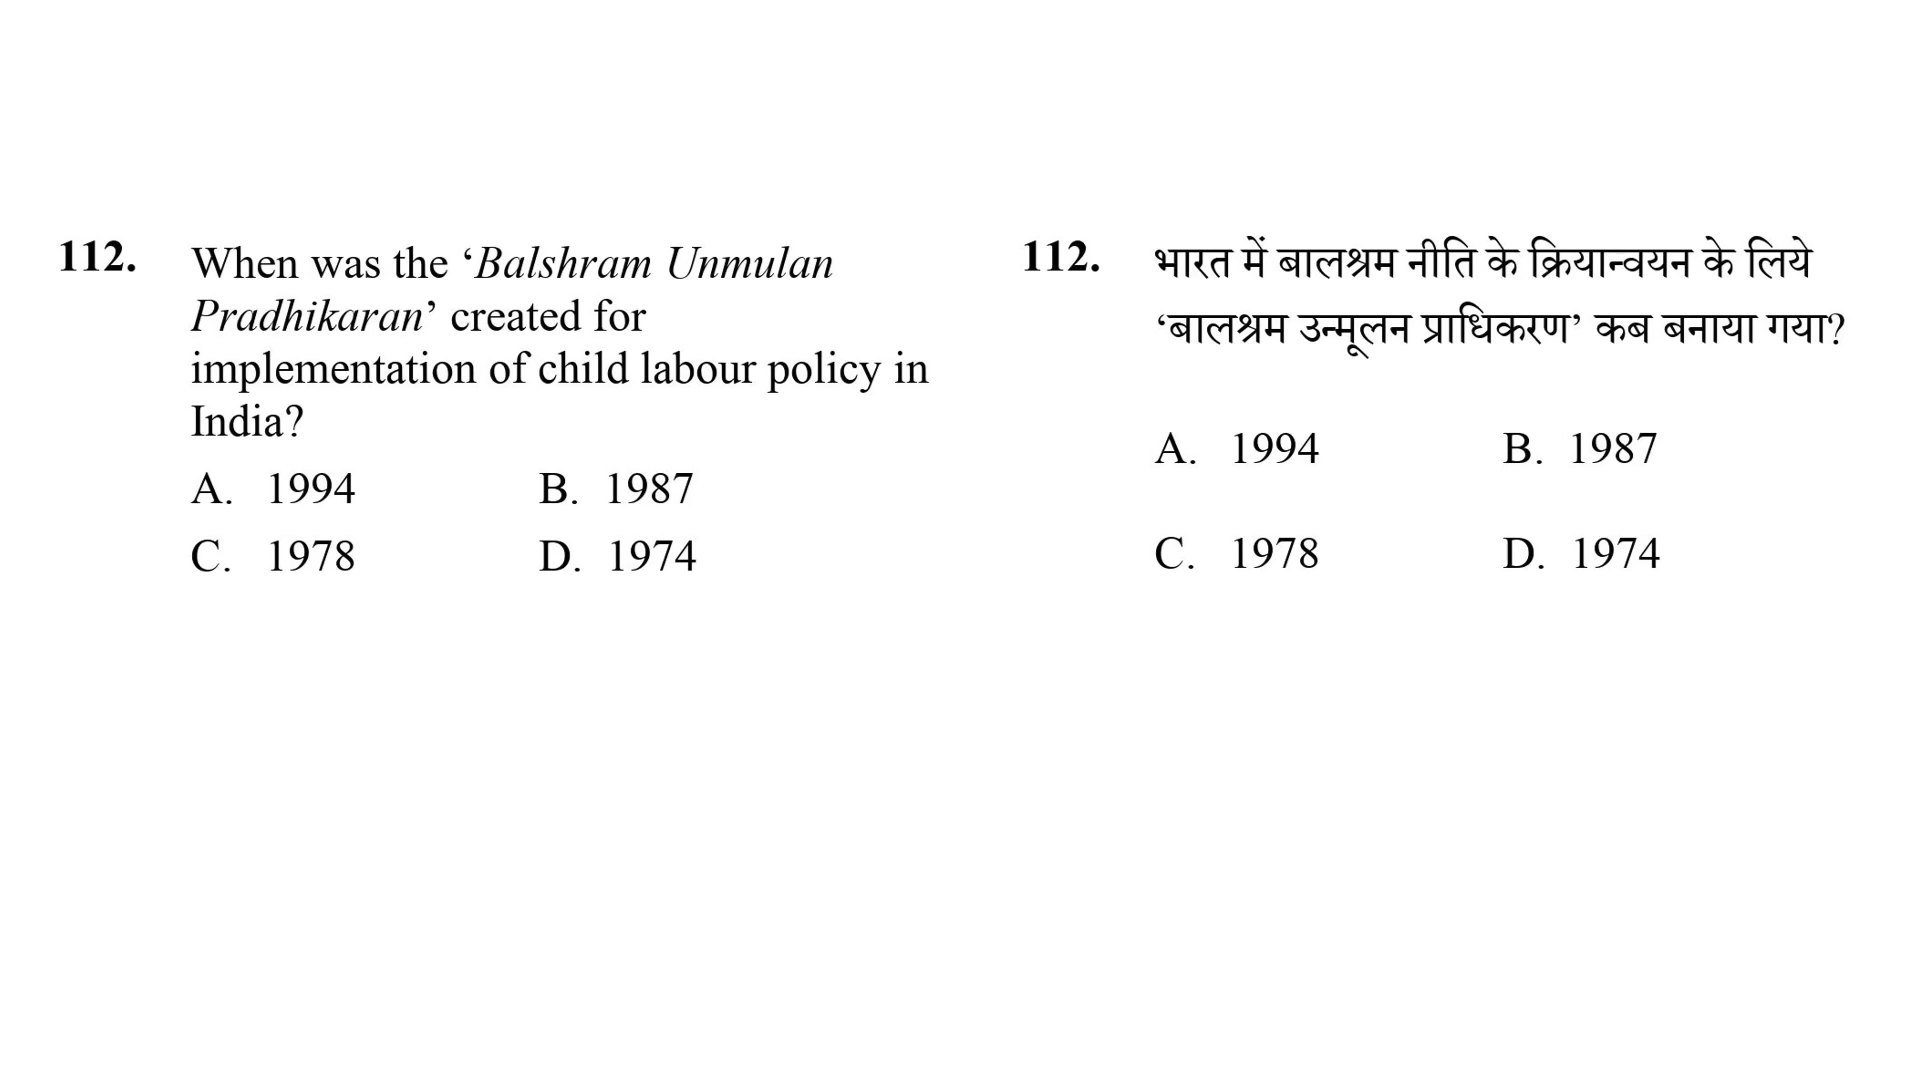 112. When was the ‘Balshram Unmulan
Pradhikaran’ created for
implementation of child labour policy in
India?
A. 1994 B. 1987
C. 1978 D. 1974
112. भारत में बालश्रम नीति के क्रियान्वयन के लिये
‘बालश्रम उन्मूलन प्राधिकरण’ कब बनाया गया?
A. 1994 B. 1987
C. 1978 D. 1974